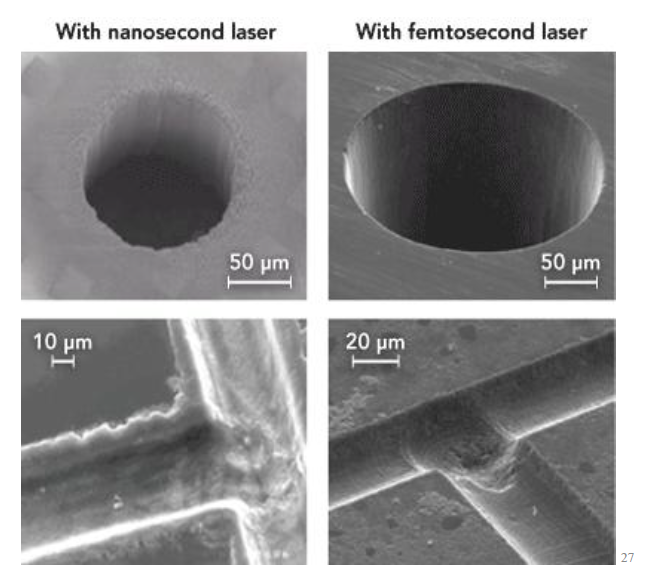 With nanosecond laser
With femtosecond laser
50 µm
50 µm
10 µm
20 µm
27